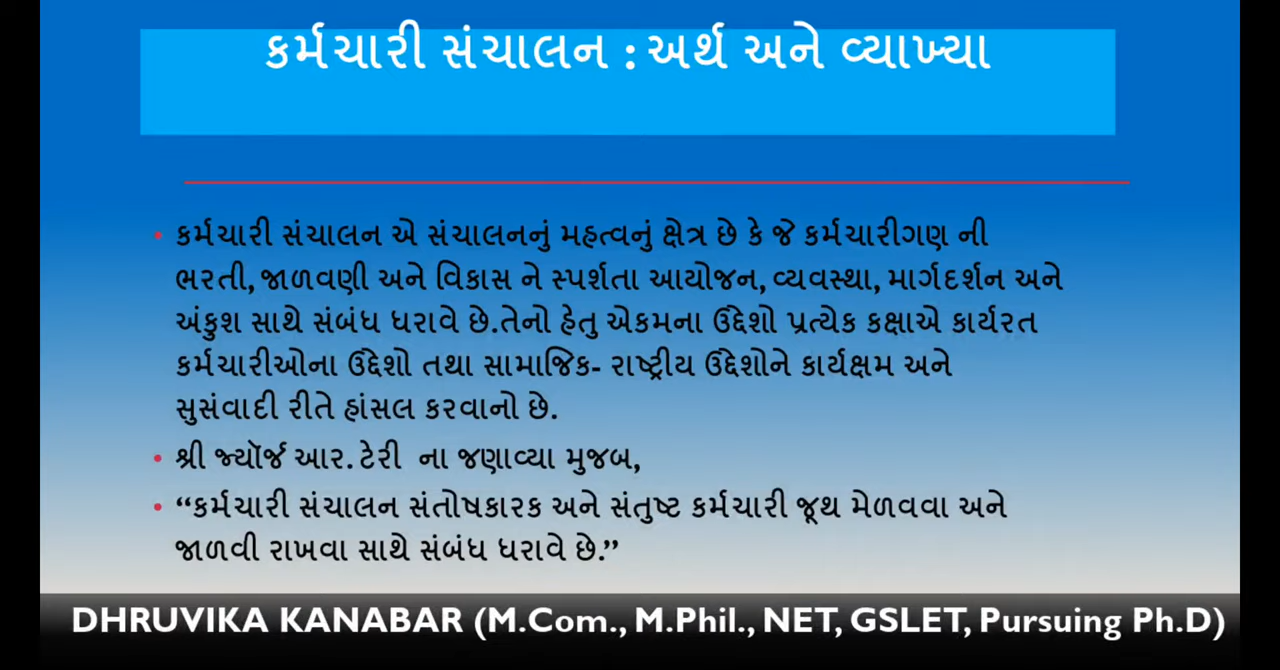 કર્મચારી સંચાલન : અર્થ અને વ્યાખ્યા
• કર્મચારી સંચાલન એ સંચાલનનું મહત્વનું ક્ષેત્ર છે કે જે કર્મચારીગણ ની
ભરતી, જાળવણી અને વિકાસ ને સ્પર્શતા આયોજન, વ્યવસ્થા, માર્ગદર્શન અને
અંકુશ સાથે સંબંધ ધરાવે છે.તેનો હેતુ એકમના ઉદ્દેશો પ્રત્યેક કક્ષાએ કાર્યરત
કર્મચારીઓના ઉદ્દેશો તથા સામાજિક- રાષ્ટ્રીય ઉદ્દેશોને કાર્યક્ષમ અને
સુસંવાદી રીતે હાંસલ કરવાનો છે.
• શ્રી જ્યૉર્જ આર. ટેરી ના જણાવ્યા મુજબ,
• “કર્મચારી સંચાલન સંતોષકારક અને સંતુષ્ટ કર્મચારી જૂથ મેળવવા અને
જાળવી રાખવા સાથે સંબંધ ધરાવે છે.”
DHRUVIKA KANABAR (M.Com., M.Phil., NET, GSLET, Pursuing Ph.D)